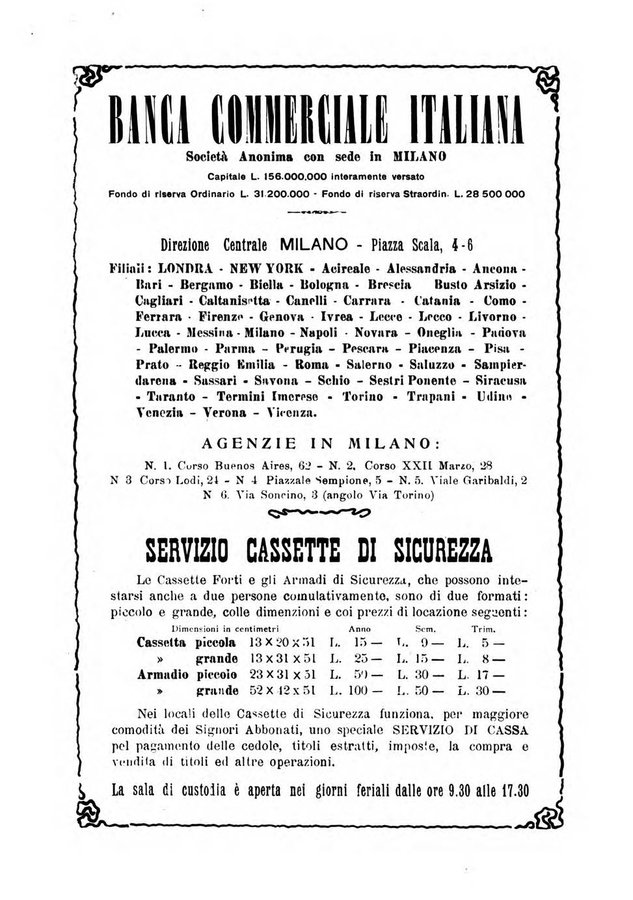 BANCA COMMERCIALE ITALIANA
Società Anonima con sede in MILANO
Capitale L. 156.000,000 interamente versato
Fondo di riserva Ordinario L. 31.200.000 - Fondo di riserva Straordin. L. 28 500 000
Direzione Centrale MILANO - Piazza Scala, 4-6
Filiali: LONDRA - NEW YORK - Acireale - Alessandria - Ancona -
Bari - Bergamo - Biella - Bologna - Brescia Busto Arsizio -
Cagliari - Caltanisetta - Canelli - Carrara - Catania - Como -
Ferrara - Firenze - Genova - Ivrea - Lecce - Lecco - Livorno -
Lucca - Messina - Milano - Napoli - Novara - Oneglia - Padova
- Palermo - Parma - Perugia - Pescara - Piacenza - Pisa -
Prato - Reggio Emilia - Roma - Salerno - Saluzzo - Sampier-
darena - Sassari - Savona - Schio - Sestri Ponente - Siracusa
- Taranto - Termini Imerese - Torino - Trapani - Udine -
Venezia - Verona - Vicenza.
AGENZIE IN MILANO:
N. 1. Corso Buenos Aires, 62 - N. 2. Corso XXII Marzo, 28
N 3 Corso Lodi, 24 - N 4 Piazzale Sempione, 5 - N. 5. Viale Garibaldi, 2
N 6. Via Soncino, 3 (angolo Via Torino)
SERVIZIO CASSETTE DI SICUREZZA
Le Cassette Forti e gli Armadi di Sicurezza, che possono inte-
starsi anche a due persone comulativamente, sono di due formati:
piccolo e grande, colle dimenzioni e coi prezzi di locazione seguenti:
Dimensioni in centimetri Anno Sem. Trim.
Cassetta piccola 13 × 20 × 51 L. 15 — L. 9 — L. 5 —
» grande 13 × 31 × 51 L. 25 — L. 15 — L. 8 —
Armadio piccolo 23 × 31 × 51 L. 50 — L. 30 — L. 17 —
» grande 52 × 42 × 51 L. 100 — L. 50 — L. 30 —
Nei locali delle Cassette di Sicurezza funziona, per maggiore
comodità dei Signori Abbonati, uno speciale SERVIZIO DI CASSA
pel pagamento delle cedole, titoli estratti, imposte, la compra e
vendita di titoli ed altre operazioni.
La sala di custodia è aperta nei giorni feriali dalle ore 9.30 alle 17.30